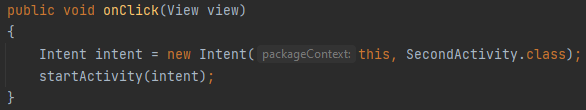 public void onClick(View view)
{
Intent intent = new Intent( packageContext: this, SecondActivity.class);
startActivity(intent);
}